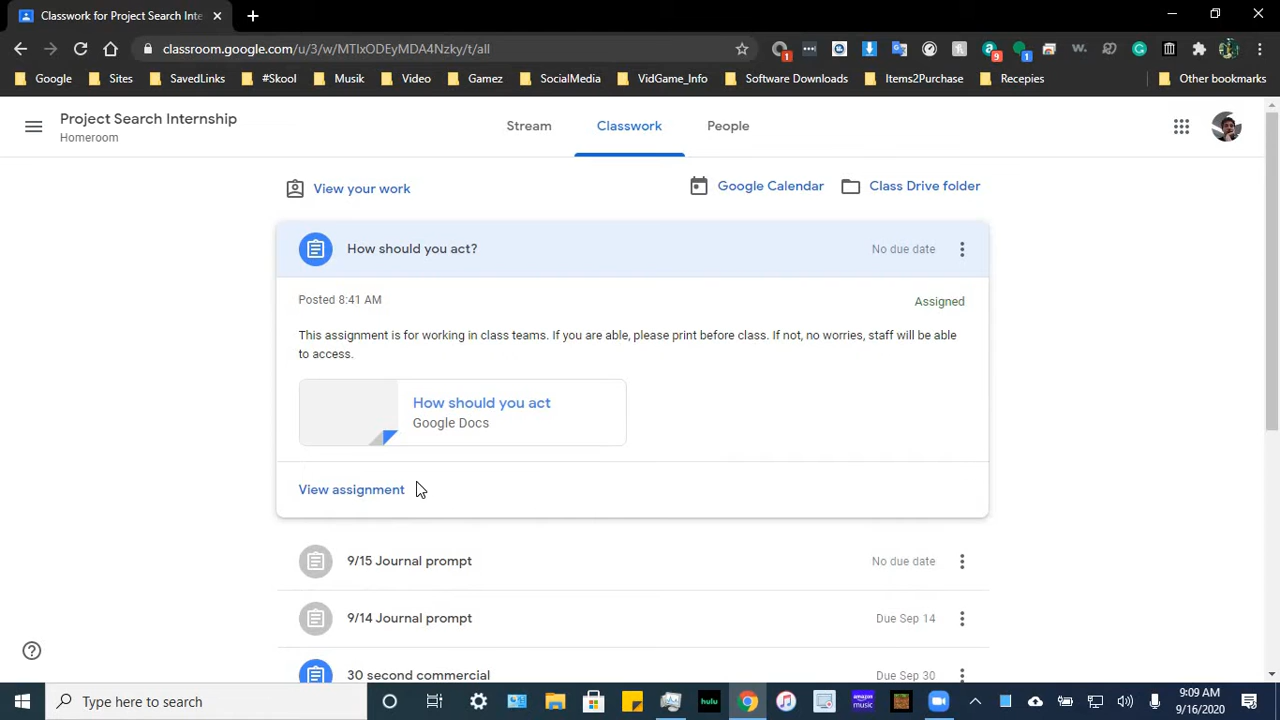 Classwork for Project Search Inte
classroom.google.com/u/3/w/MTIxODEyMDA4Nzky/t/all
Google
Sites
SavedLinks
#Skool
Musik
Video
Gamez
SocialMedia
VidGame_Info
Software Downloads
Items2Purchase
Recepies
Other bookmarks
Project Search Internship
Homeroom
Stream
Classwork
People
View your work
Google Calendar
Class Drive folder
How should you act?
No due date
Posted 8:41 AM
Assigned
This assignment is for working in class teams. If you are able, please print before class. If not, no worries, staff will be able
to access.
How should you act
Google Docs
View assignment
9/15 Journal prompt
No due date
9/14 Journal prompt
Due Sep 14
30 second commercial
Due Sep 30
Type here to search
hulu
amazon
music
9:09 AM
9/16/2020